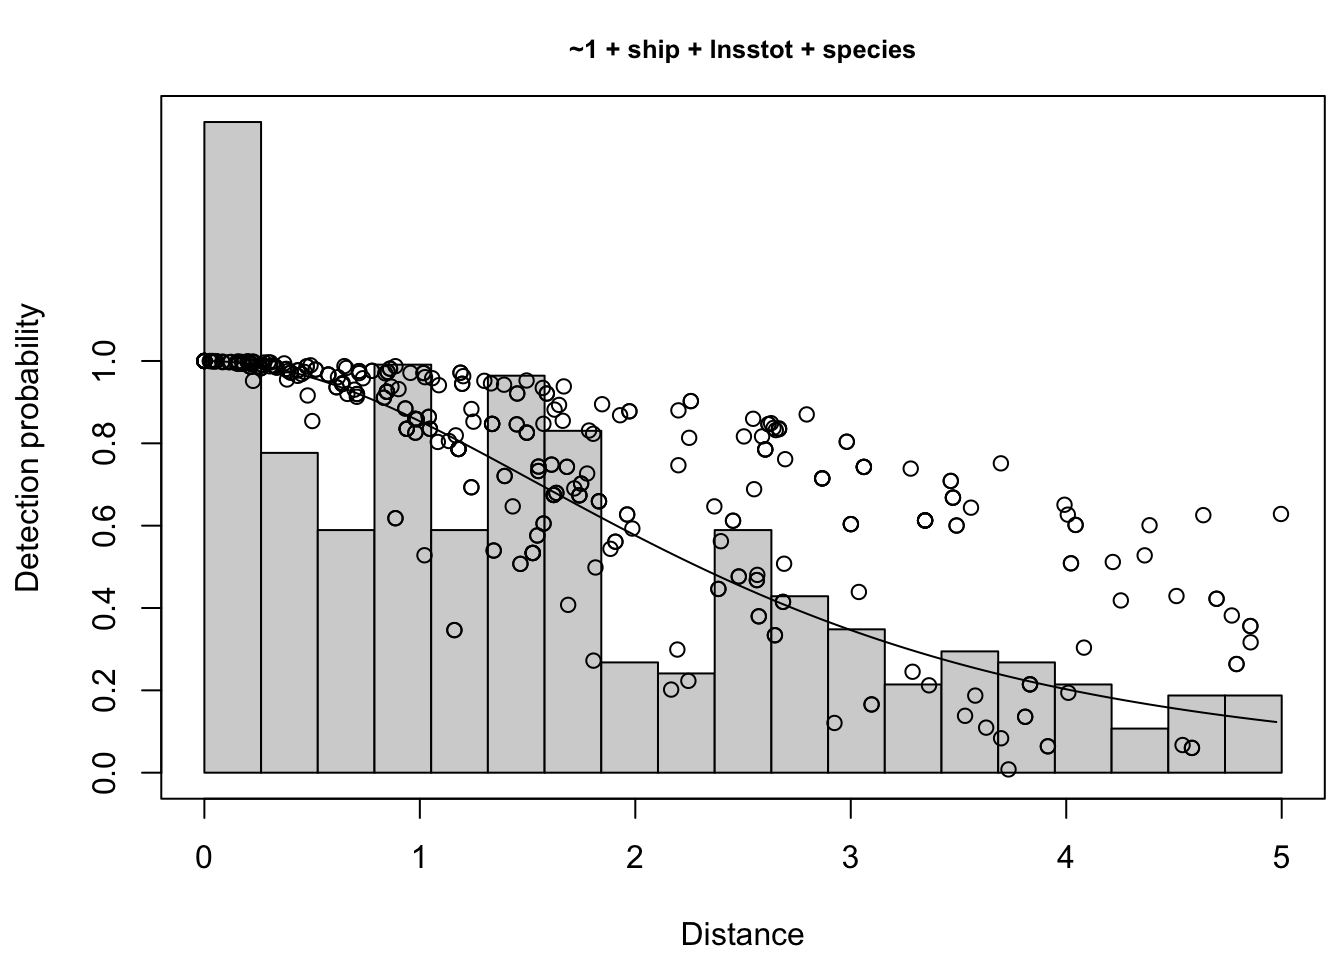 ~1 + ship + lnsstot + species
Detection probability
1.0
0.8
0.6
0.4
0.2
0.0
0 1 2 3 4 5
Distance